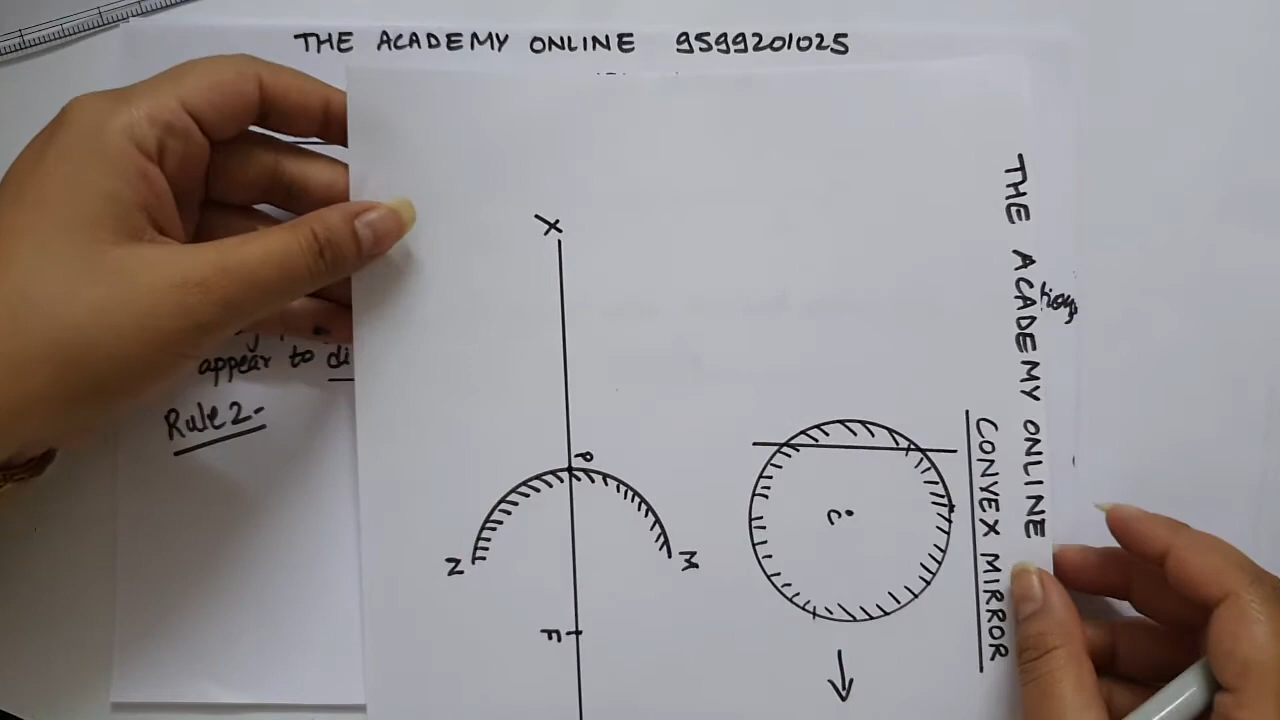 THE ACADEMY ONLINE 9599201025
appear to di
Rule 2-
THE ACADEMY ONLINE
CONVEX MIRROR
X
P
N
M
F